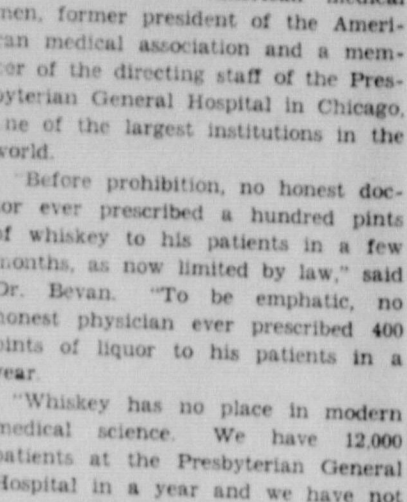 nen, former president of the Ameri-
can medical association and a mem-
er of the directing staff of the Pres-
byterian General Hospital in Chicago,
ne of the largest institutions in the
world.
"Before prohibition, no honest doc-
or ever prescribed a hundred pints
of whiskey to his patients in a few
months, as now limited by law," said
Dr. Bevan. "To be emphatic, no
honest physician ever prescribed 400
pints of liquor to his patients in a
year.
"Whiskey has no place in modern
medical science. We have 12,000
patients at the Presbyterian General
Hospital in a year and we have not